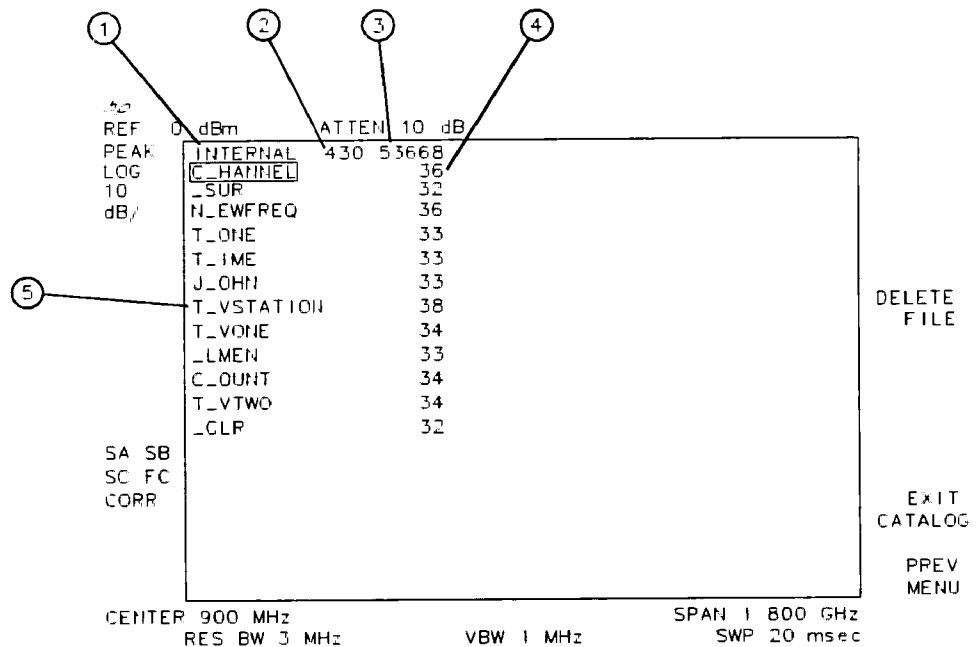 1 2 3 4
hp
REF 0 dBm ATTEN 10 dB
PEAK
LOG
10
dB/
INTERNAL 430 53668
C_HANNEL 36
_SUR 32
N_EWFREQ 36
T_ONE 33
T_IME 33
J_OHN 33
5
T_VSTATION 38
T_VONE 34
_LMEN 33
C_OUNT 34
T_VTWO 34
_CLR 32
DELETE
FILE
SA SB
SC FC
CORR
EXIT
CATALOG
PREV
MENU
CENTER 900 MHz SPAN 1 800 GHz
RES BW 3 MHz VBW 1 MHz SWP 20 msec